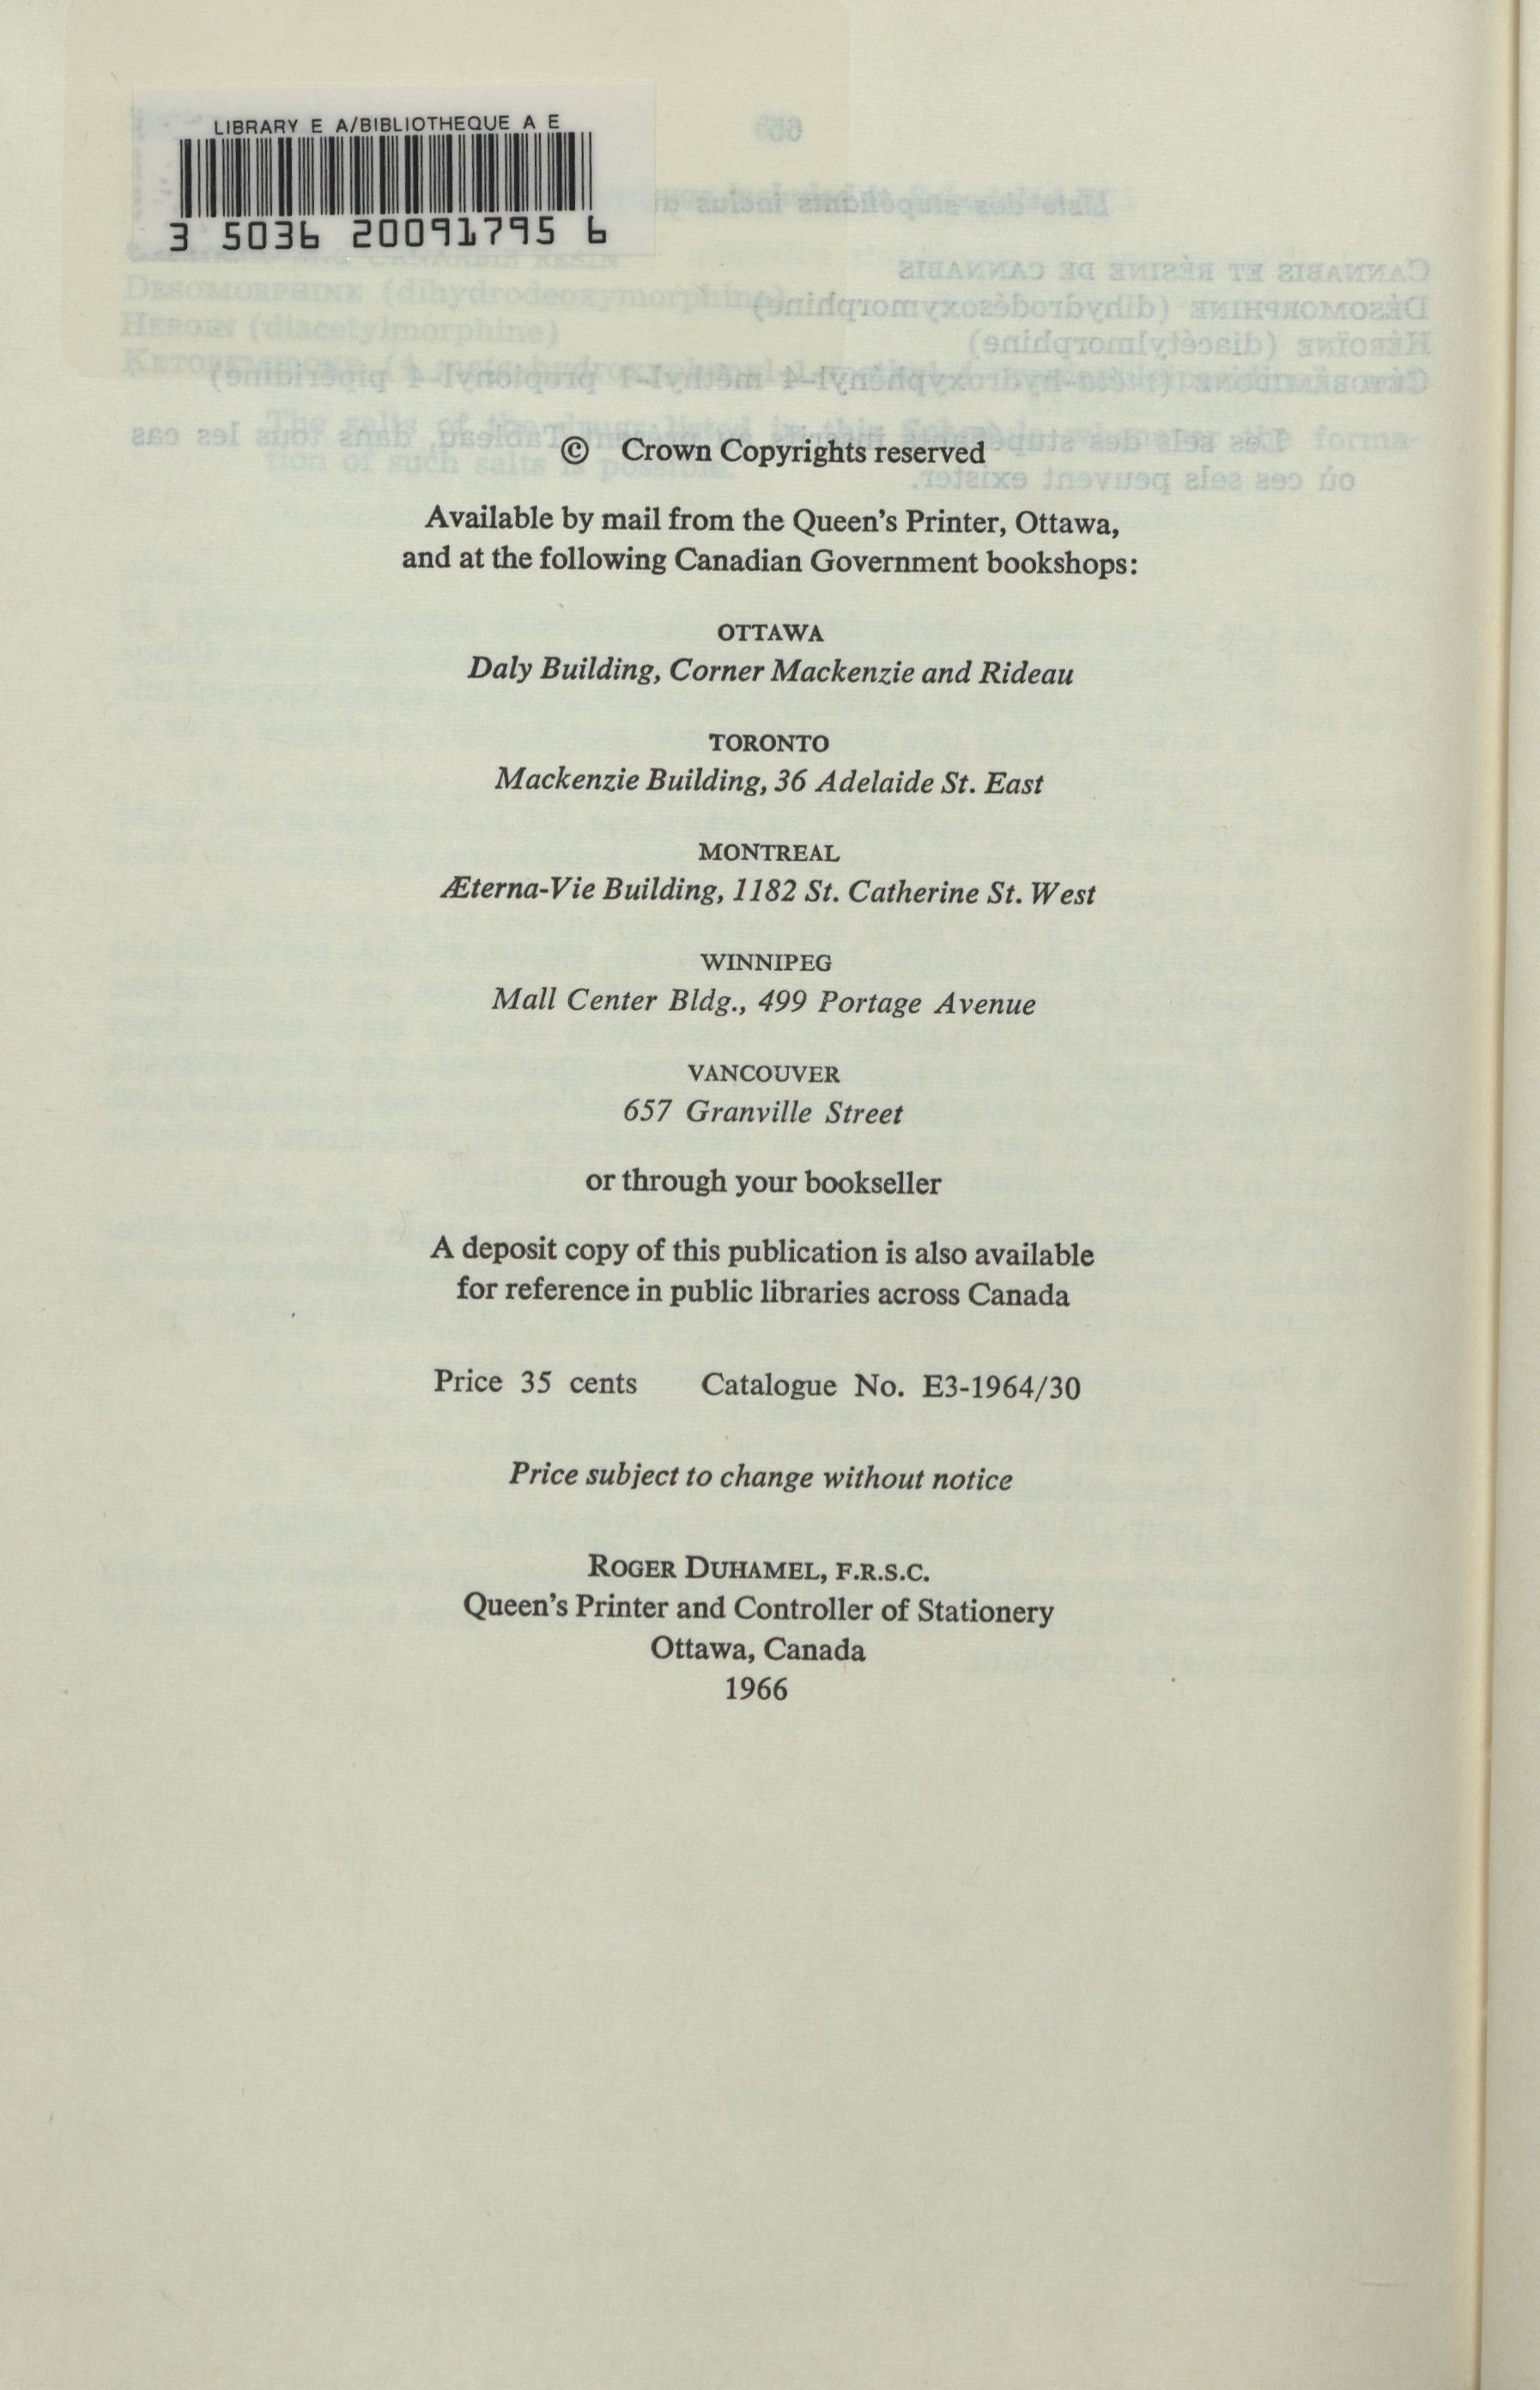 LIBRARY E A/BIBLIOTHEQUE A E
3 5036 20091795 6
© Crown Copyrights reserved
Available by mail from the Queen's Printer, Ottawa,
and at the following Canadian Government bookshops:
OTTAWA
Daly Building, Corner Mackenzie and Rideau
TORONTO
Mackenzie Building, 36 Adelaide St. East
MONTREAL
Æterna-Vie Building, 1182 St. Catherine St. West
WINNIPEG
Mall Center Bldg., 499 Portage Avenue
VANCOUVER
657 Granville Street
or through your bookseller
A deposit copy of this publication is also available
for reference in public libraries across Canada
Price 35 cents Catalogue No. E3-1964/30
Price subject to change without notice
ROGER DUHAMEL, F.R.S.C.
Queen's Printer and Controller of Stationery
Ottawa, Canada
1966